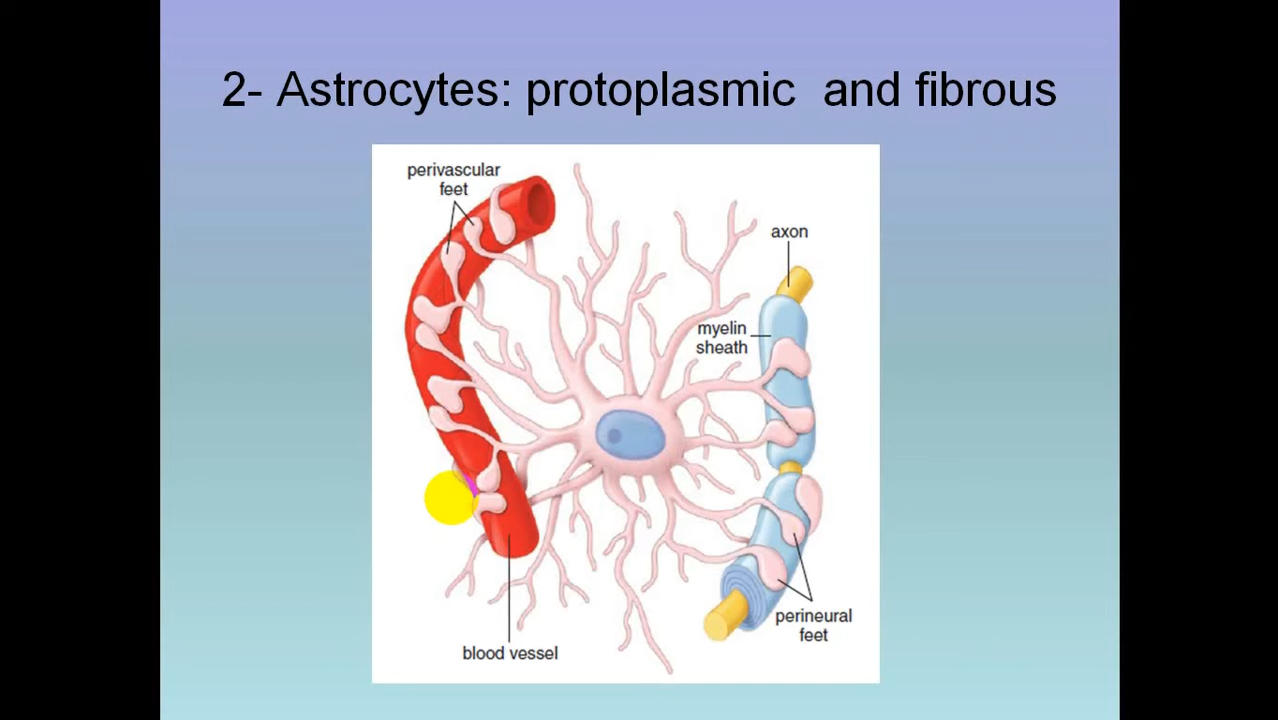 2- Astrocytes: protoplasmic and fibrous
perivascular
feet
axon
myelin
sheath
perineural
feet
blood vessel